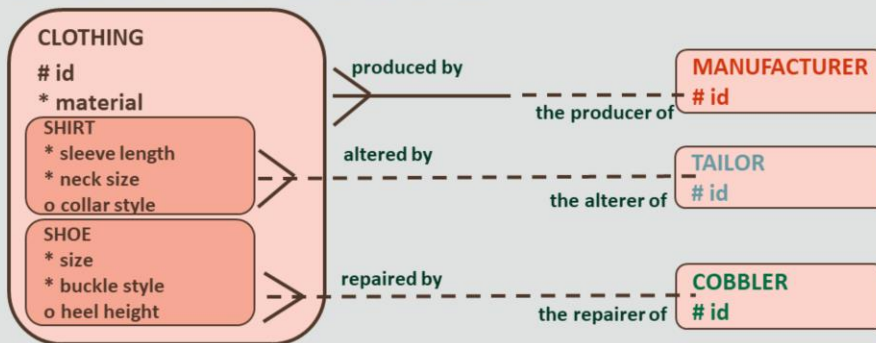 CLOTHING
# id
* material
SHIRT
* sleeve length
* neck size
o collar style
SHOE
* size
* buckle style
o heel height
produced by
the producer of
altered by
the alterer of
repaired by
the repairer of
MANUFACTURER
# id
TAILOR
# id
COBBLER
# id